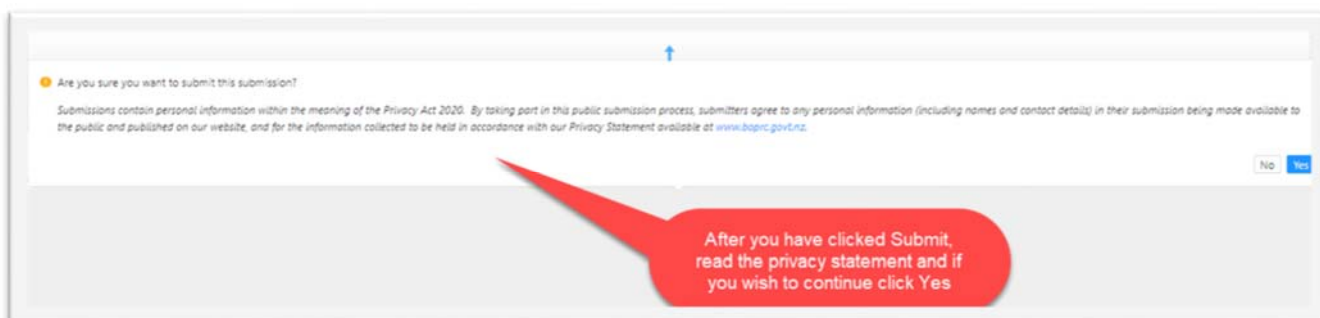 Are you sure you want to submit this submission?
Submissions contain personal information within the meaning of the Privacy Act 2020. By taking part in this public submission process, submitters agree to any personal information (including names and contact details) in their submission being made available to
the public and published on our website, and for the information collected to be held in accordance with our Privacy Statement available at www.boprc.govt.nz.
No Yes
After you have clicked Submit,
read the privacy statement and if
you wish to continue click Yes